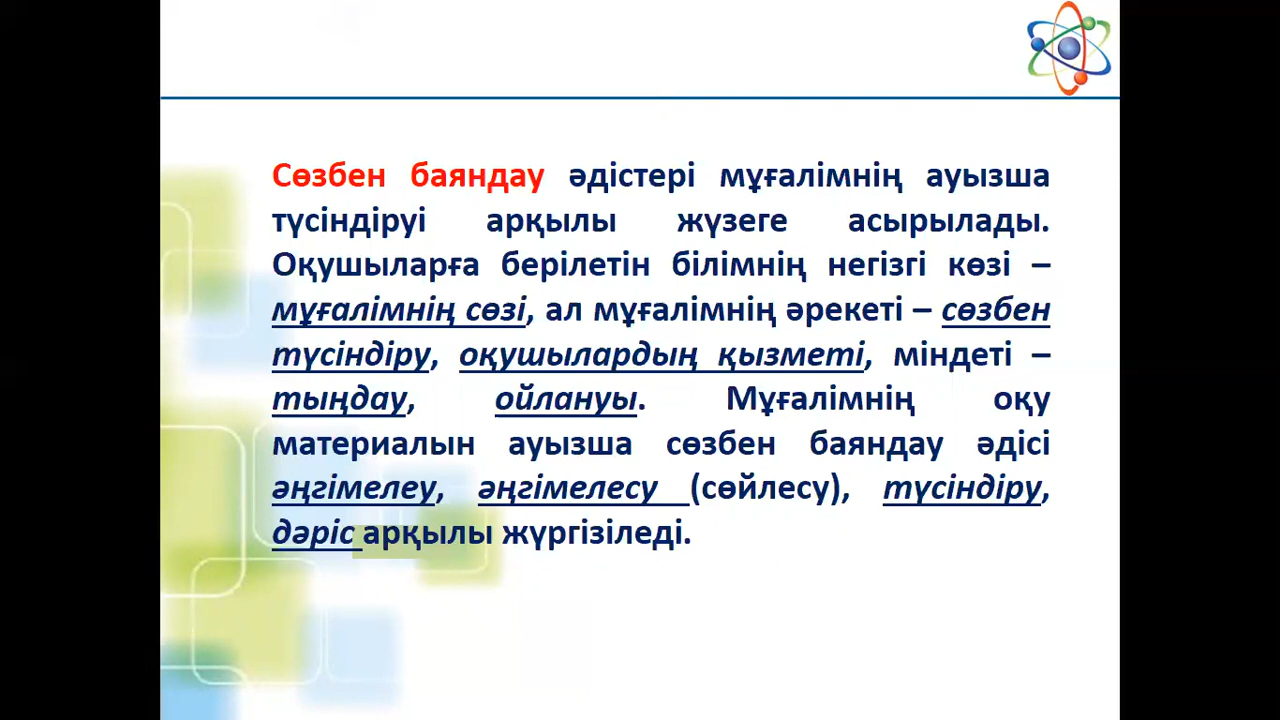 Сөзбен баяндау әдістері мұғалімнің ауызша
түсіндіруі арқылы жүзеге асырылады.
Оқушыларға берілетін білімнің негізгі көзі –
мұғалімнің сөзі, ал мұғалімнің әрекеті – сөзбен
түсіндіру, оқушылардың қызметі, міндеті –
тыңдау, ойлануы. Мұғалімнің оқу
материалын ауызша сөзбен баяндау әдісі
әңгімелеу, әңгімелесу (сөйлесу), түсіндіру,
дәріс арқылы жүргізіледі.